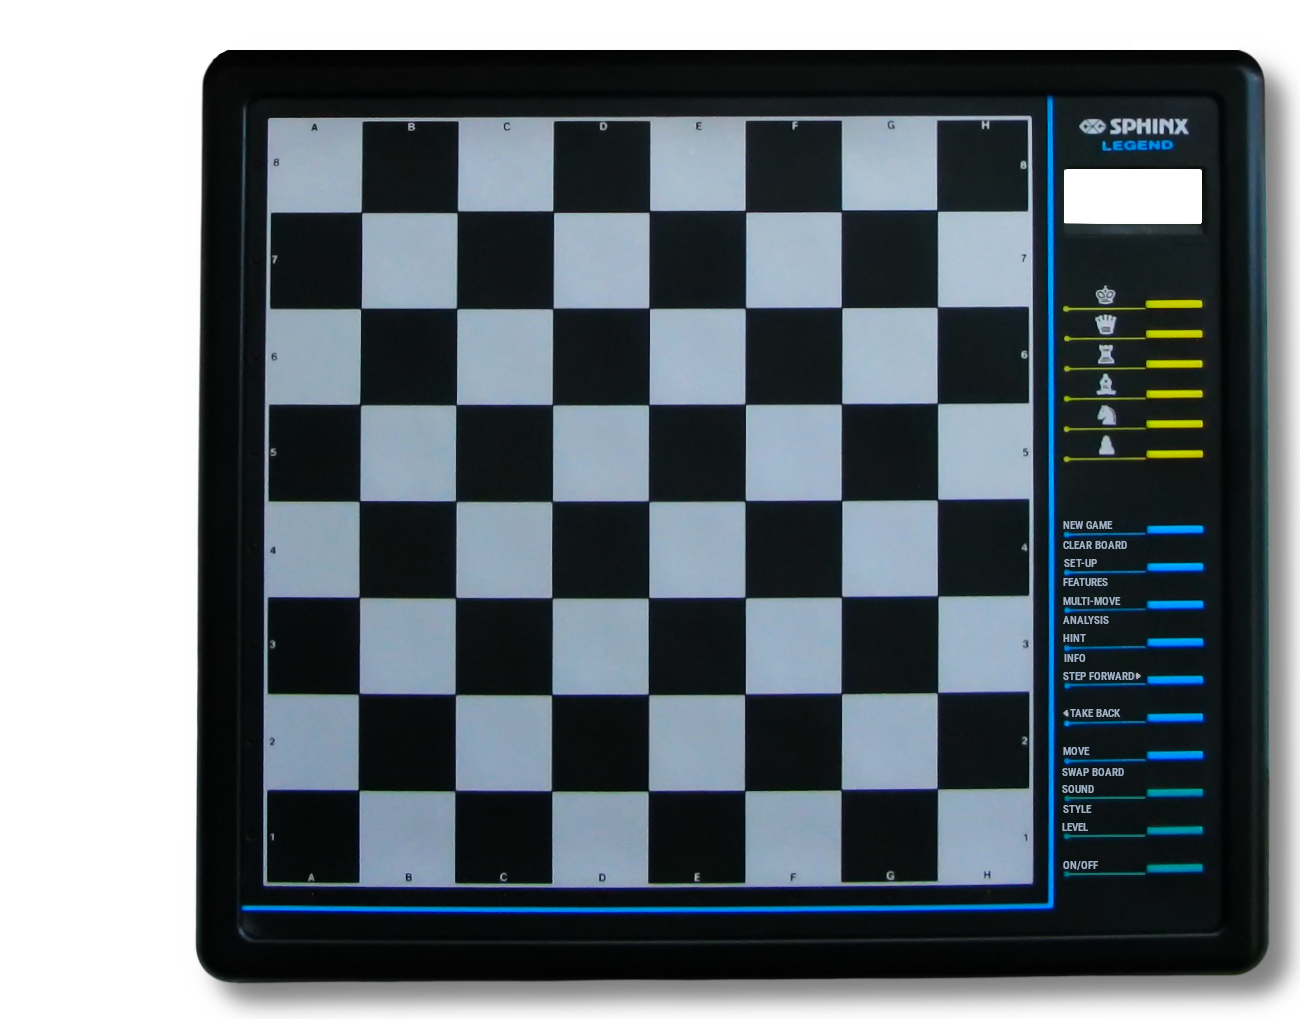 A B C D E F G H
8 8
7 7
6 6
5 5
4 4
3 3
2 2
1 1
A B C D E F G H
SPHINX
LEGEND
NEW GAME
CLEAR BOARD
SET-UP
FEATURES
MULTI-MOVE
ANALYSIS
HINT
INFO
STEP FORWARD
TAKE BACK
MOVE
SWAP BOARD
SOUND
STYLE
LEVEL
ON/OFF